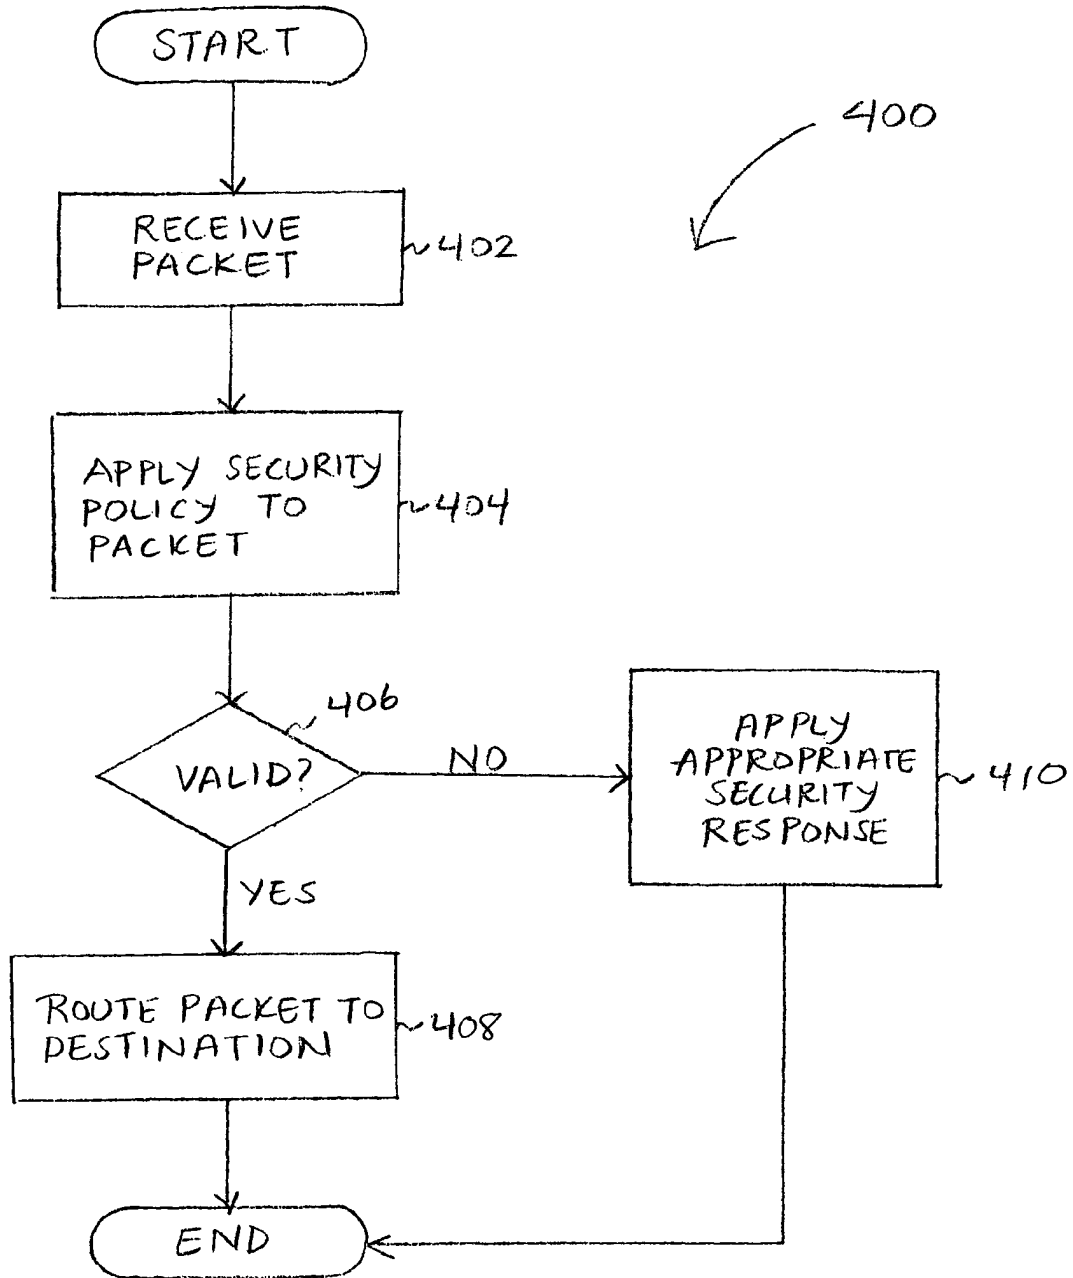 START
400
RECEIVE
PACKET
402
APPLY SECURITY
POLICY TO
PACKET
404
406
VALID?
NO
APPLY
APPROPRIATE
SECURITY
RESPONSE
410
YES
ROUTE PACKET TO
DESTINATION
408
END